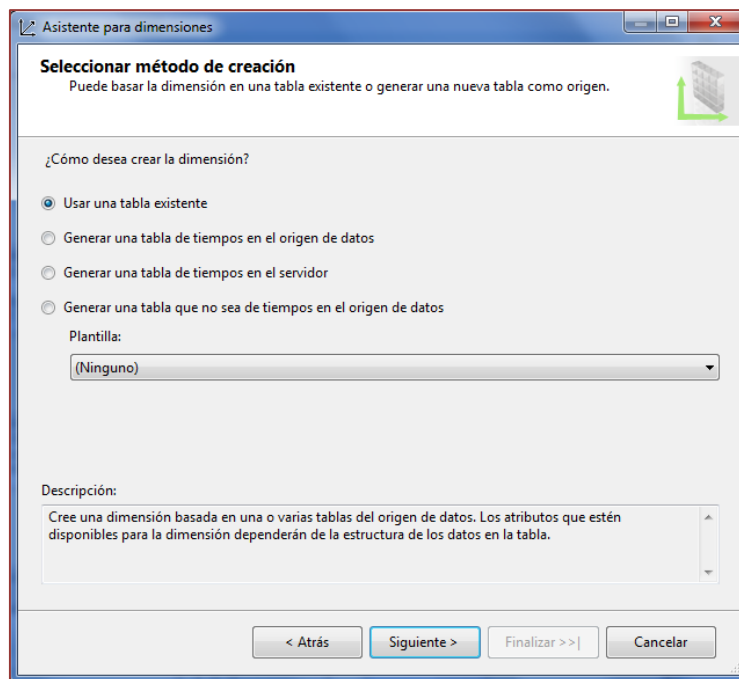 Asistente para dimensiones
Seleccionar método de creación
Puede basar la dimensión en una tabla existente o generar una nueva tabla como origen.
¿Cómo desea crear la dimensión?
Usar una tabla existente
Generar una tabla de tiempos en el origen de datos
Generar una tabla de tiempos en el servidor
Generar una tabla que no sea de tiempos en el origen de datos
Plantilla:
(Ninguno)
Descripción:
Cree una dimensión basada en una o varias tablas del origen de datos. Los atributos que estén
disponibles para la dimensión dependerán de la estructura de los datos en la tabla.
< Atrás
Siguiente >
Finalizar >>|
Cancelar